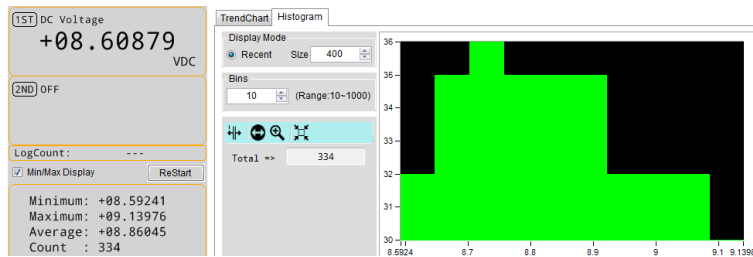 1ST DC Voltage
+08.60879
VDC
2ND OFF
LogCount: ---
Min/Max Display ReStart
Minimum: +08.59241
Maximum: +09.13976
Average: +08.86045
Count : 334
TrendChart Histogram
Display Mode
Recent Size 400
Bins
10 (Range:10~1000)
Total => 334
36
35
34
33
32
31
30
8.5924 8.7 8.8 8.9 9 9.1 9.1398